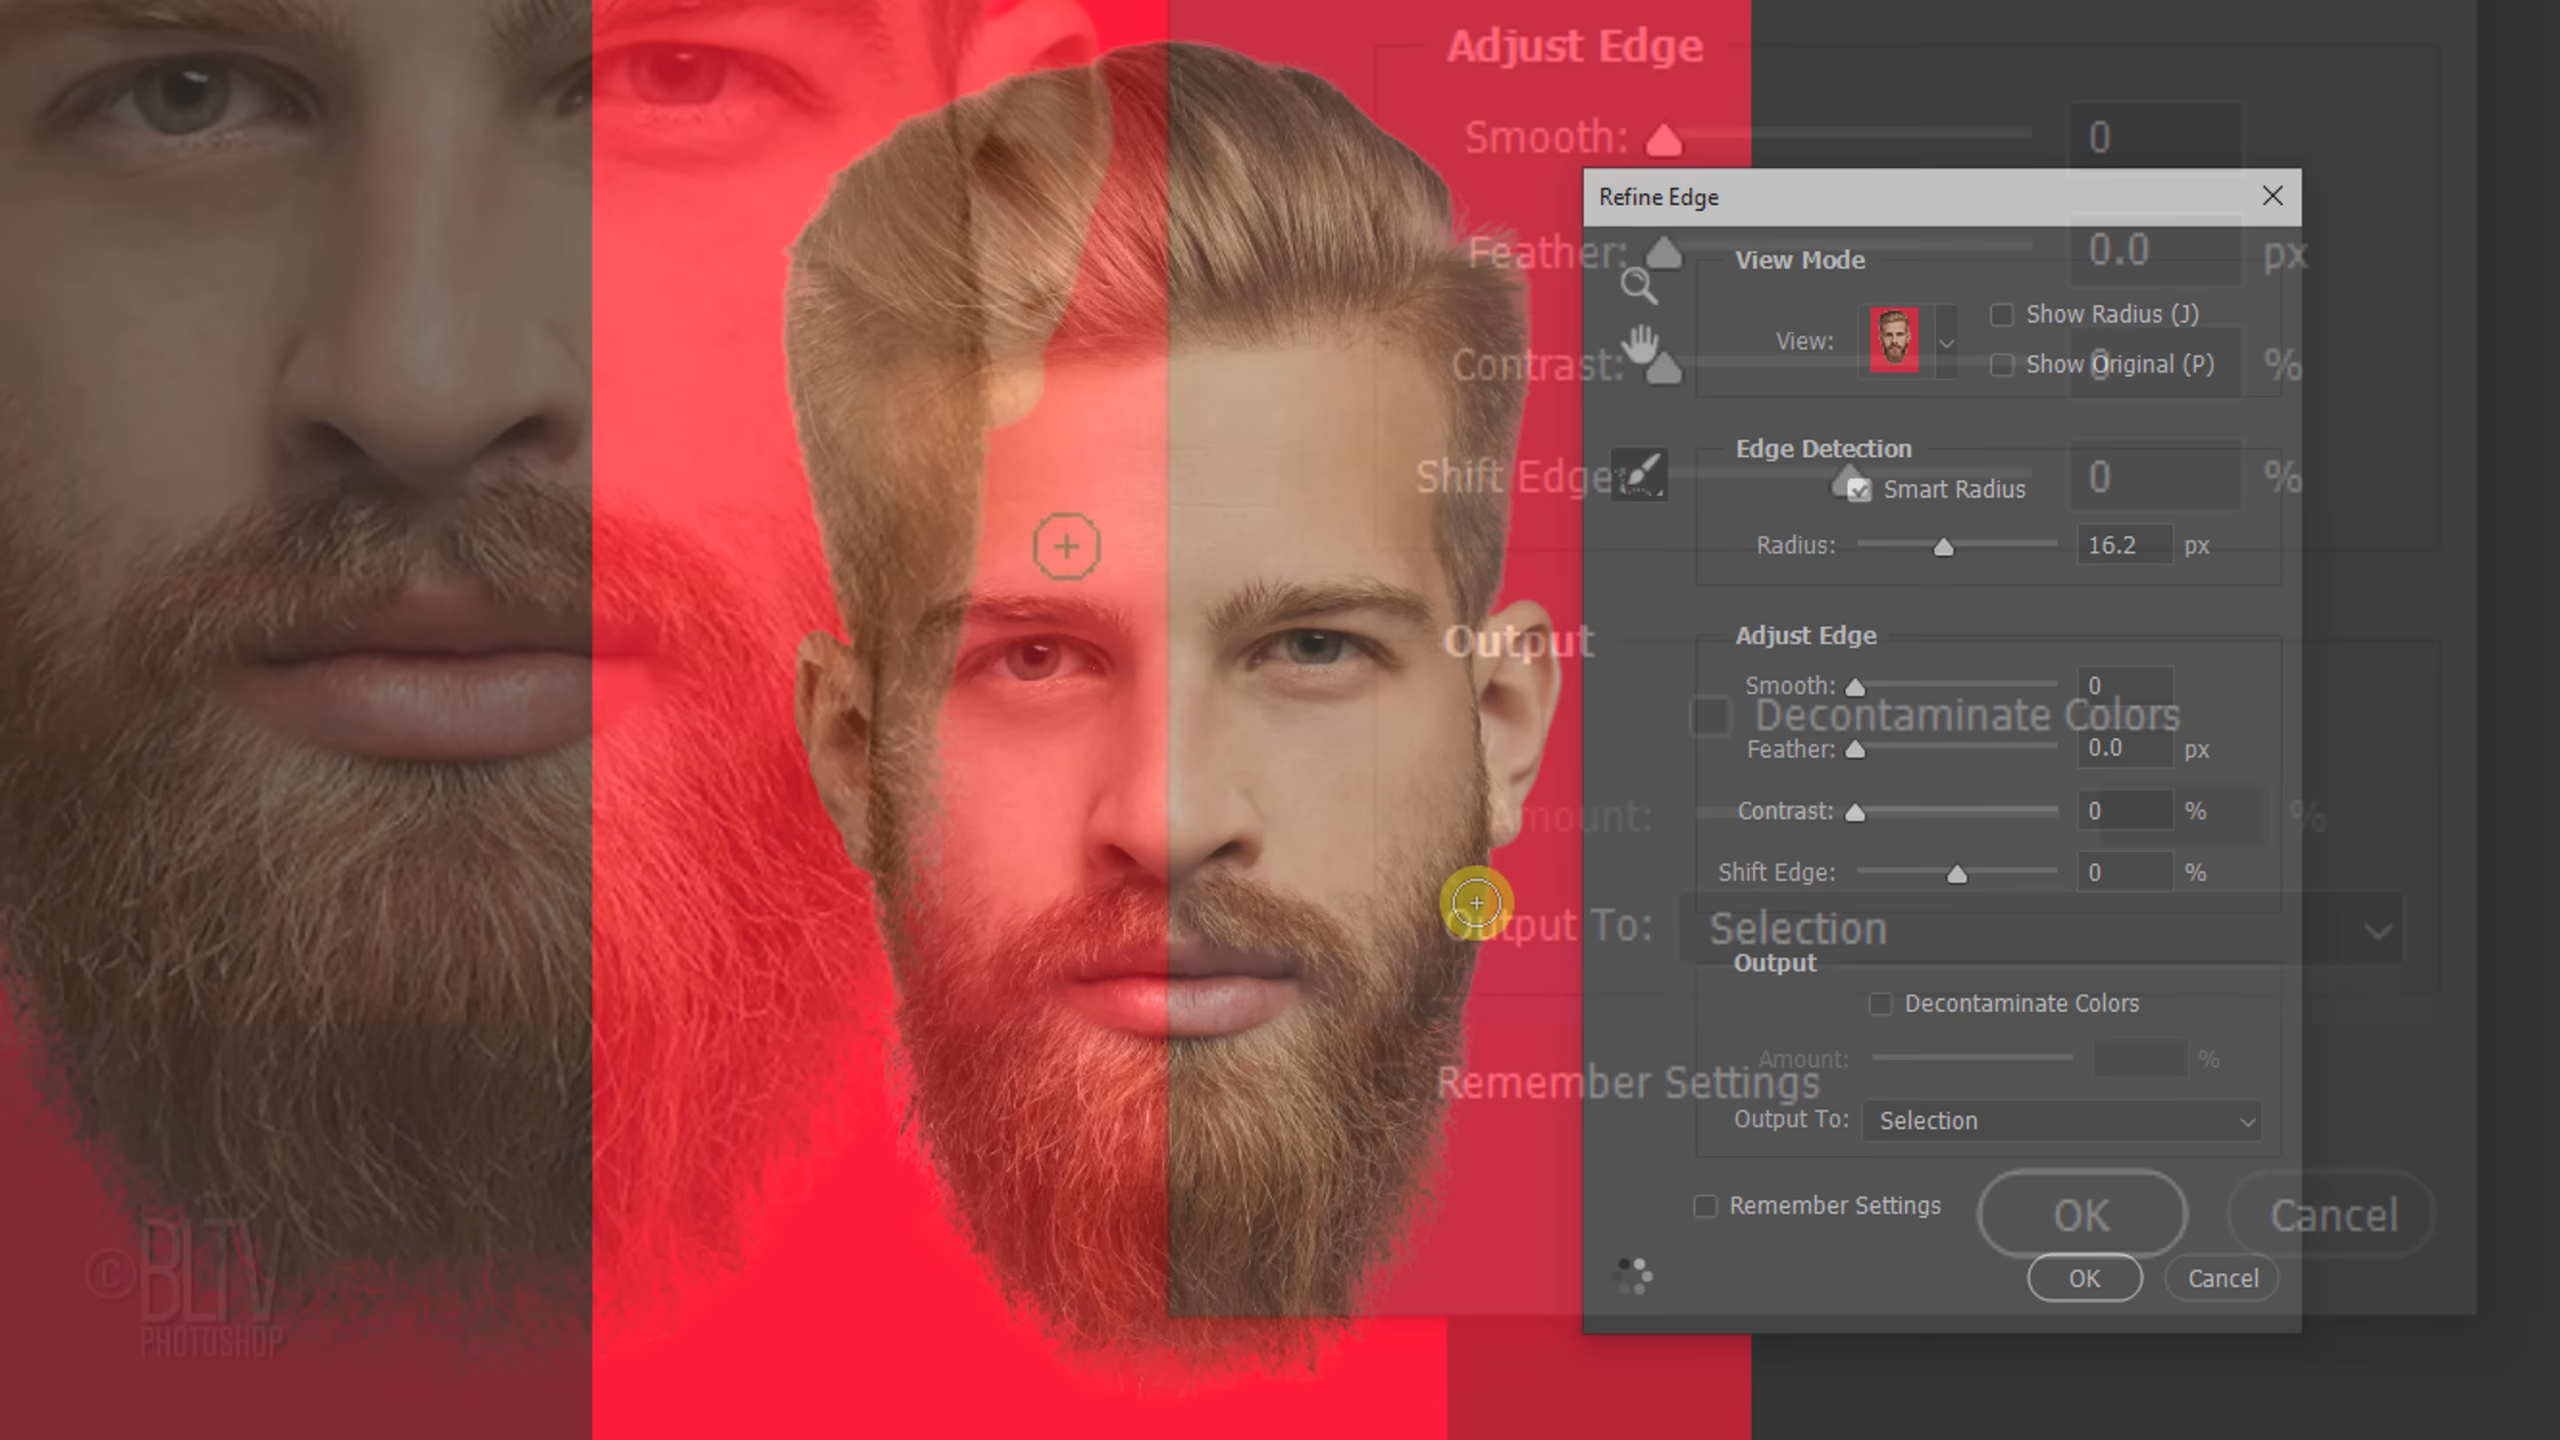 Adjust Edge
Smooth: 0
Feather: 0.0 px
Contrast: 0 %
Shift Edge: 0 %
Output
Decontaminate Colors
Amount: %
Output To: Selection
Remember Settings
OK Cancel
Refine Edge
View Mode
View:
Show Radius (J)
Show Original (P)
Edge Detection
Smart Radius
Radius: 16.2 px
Adjust Edge
Smooth: 0
Feather: 0.0 px
Contrast: 0 %
Shift Edge: 0 %
Output
Decontaminate Colors
Amount: %
Output To: Selection
Remember Settings
OK Cancel
©BLTV
PHOTOSHOP